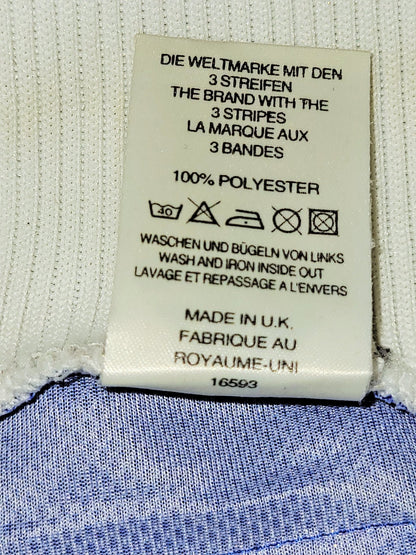 DIE WELTMARKE MIT DEN
3 STREIFEN
THE BRAND WITH THE
3 STRIPES
LA MARQUE AUX
3 BANDES
100% POLYESTER
40
WASCHEN UND BÜGELN VON LINKS
WASH AND IRON INSIDE OUT
LAVAGE ET REPASSAGE A L'ENVERS
MADE IN U.K.
FABRIQUE AU
ROYAUME-UNI
16593